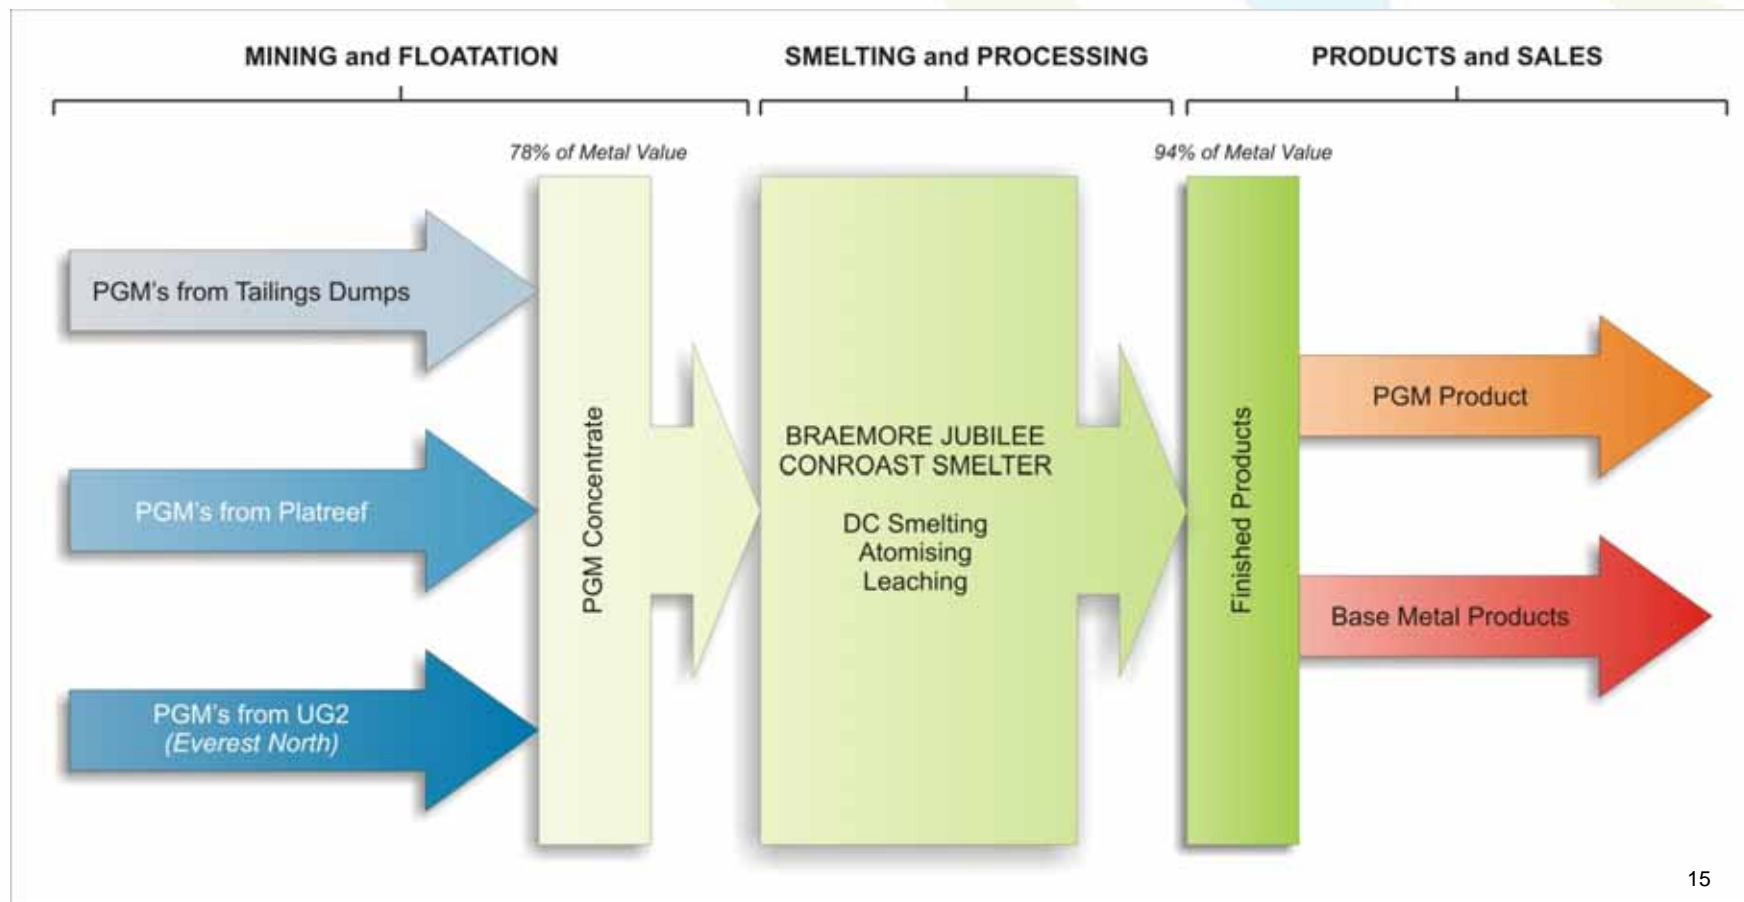 MINING and FLOATATION
SMELTING and PROCESSING
PRODUCTS and SALES
78% of Metal Value
94% of Metal Value
PGM's from Tailings Dumps
PGM's from Platreef
PGM's from UG2
(Everest North)
PGM Concentrate
BRAEMORE JUBILEE
CONROAST SMELTER
DC Smelting
Atomising
Leaching
Finished Products
PGM Product
Base Metal Products
15